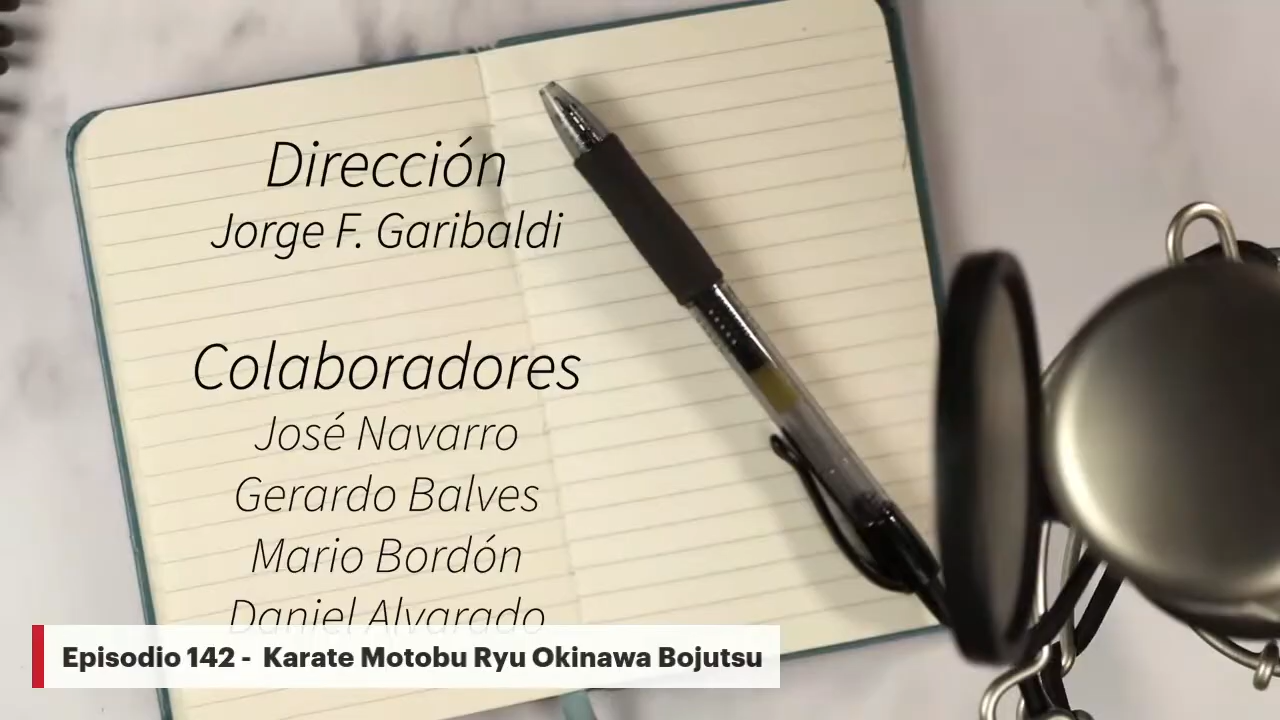 Dirección
Jorge F. Garibaldi
Colaboradores
José Navarro
Gerardo Balves
Mario Bordón
Daniel Alvarado
Episodio 142 - Karate Motobu Ryu Okinawa Bojutsu